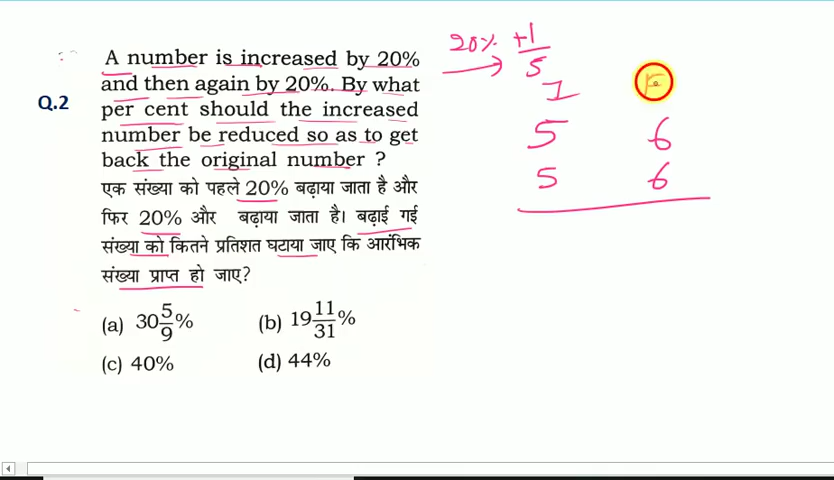 Q.2
A number is increased by 20%
and then again by 20%. By what
per cent should the increased
number be reduced so as to get
back the original number ?
एक संख्या को पहले 20% बढ़ाया जाता है और
फिर 20% और बढ़ाया जाता है। बढ़ाई गई
संख्या को कितने प्रतिशत घटाया जाए कि आरंभिक
संख्या प्राप्त हो जाए?
(a) 30 5/9 % (b) 19 11/31 %
(c) 40% (d) 44%
20% +1/5
I F
5 6
5 6